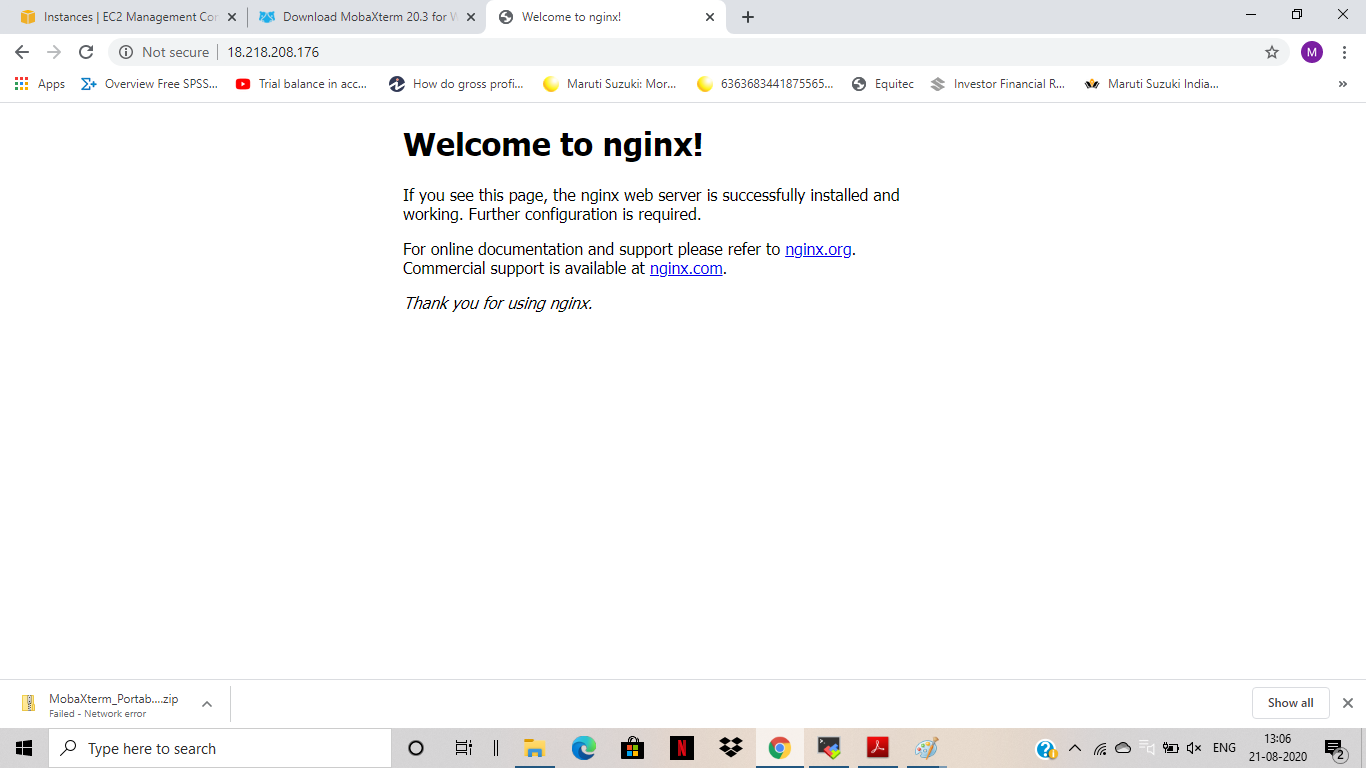 Instances | EC2 Management Con
Download MobaXterm 20.3 for W
Welcome to nginx!
Not secure
18.218.208.176
M
Apps
Overview Free SPSS...
Trial balance in acc...
How do gross profi...
Maruti Suzuki: Mor...
6363683441875565...
Equitec
Investor Financial R...
Maruti Suzuki India...
Welcome to nginx!
If you see this page, the nginx web server is successfully installed and
working. Further configuration is required.
For online documentation and support please refer to nginx.org.
Commercial support is available at nginx.com.
Thank you for using nginx.
MobaXterm_Portab....zip
Failed - Network error
Show all
Type here to search
N
ENG
13:06
21-08-2020
2